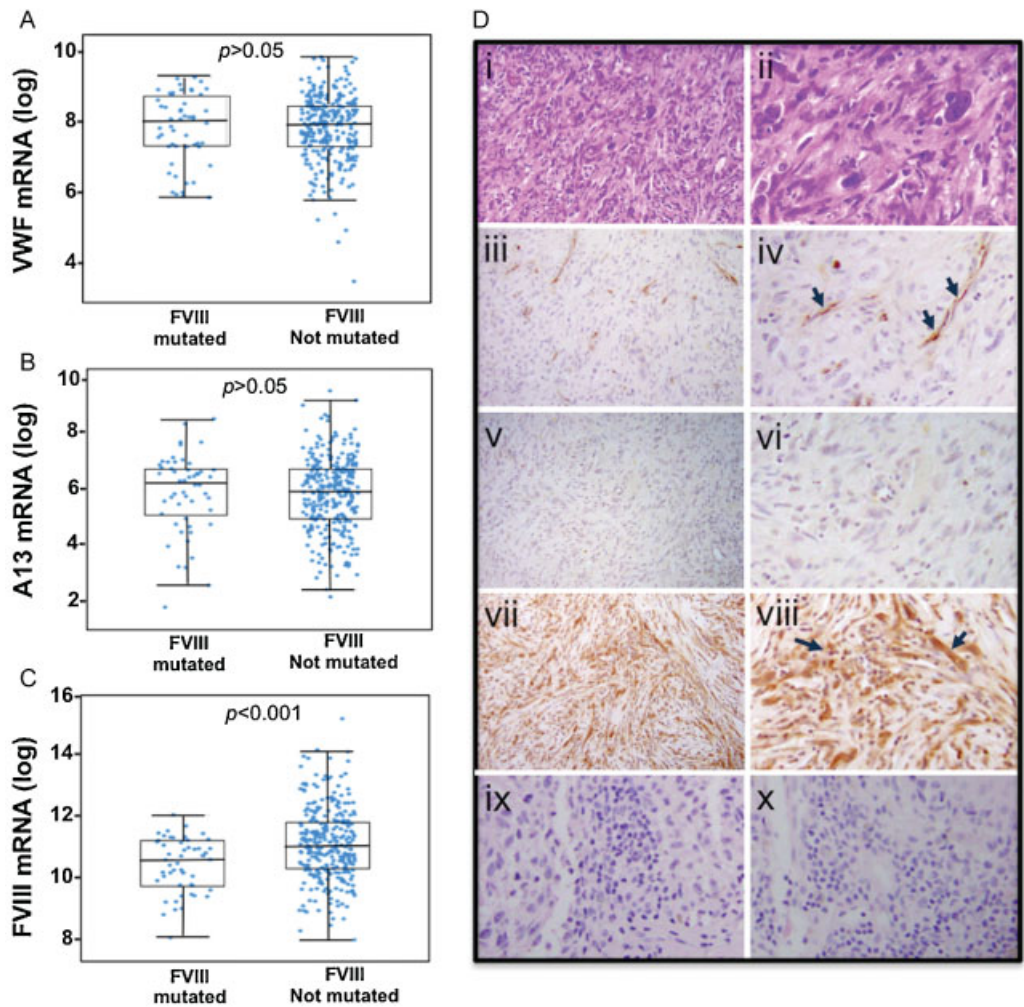 A
VWF mRNA (log)
10
8
6
4
p>0.05
FVIII
mutated
FVIII
Not mutated
B
A13 mRNA (log)
10
8
6
4
2
p>0.05
FVIII
mutated
FVIII
Not mutated
C
FVIII mRNA (log)
16
14
12
10
8
p<0.001
FVIII
mutated
FVIII
Not mutated
D
i
ii
iii
iv
v
vi
vii
viii
ix
x